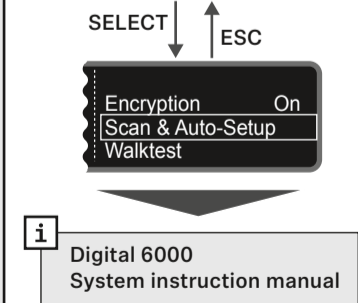 SELECT
ESC
Encryption On
Scan & Auto-Setup
Walktest
i
Digital 6000
System instruction manual